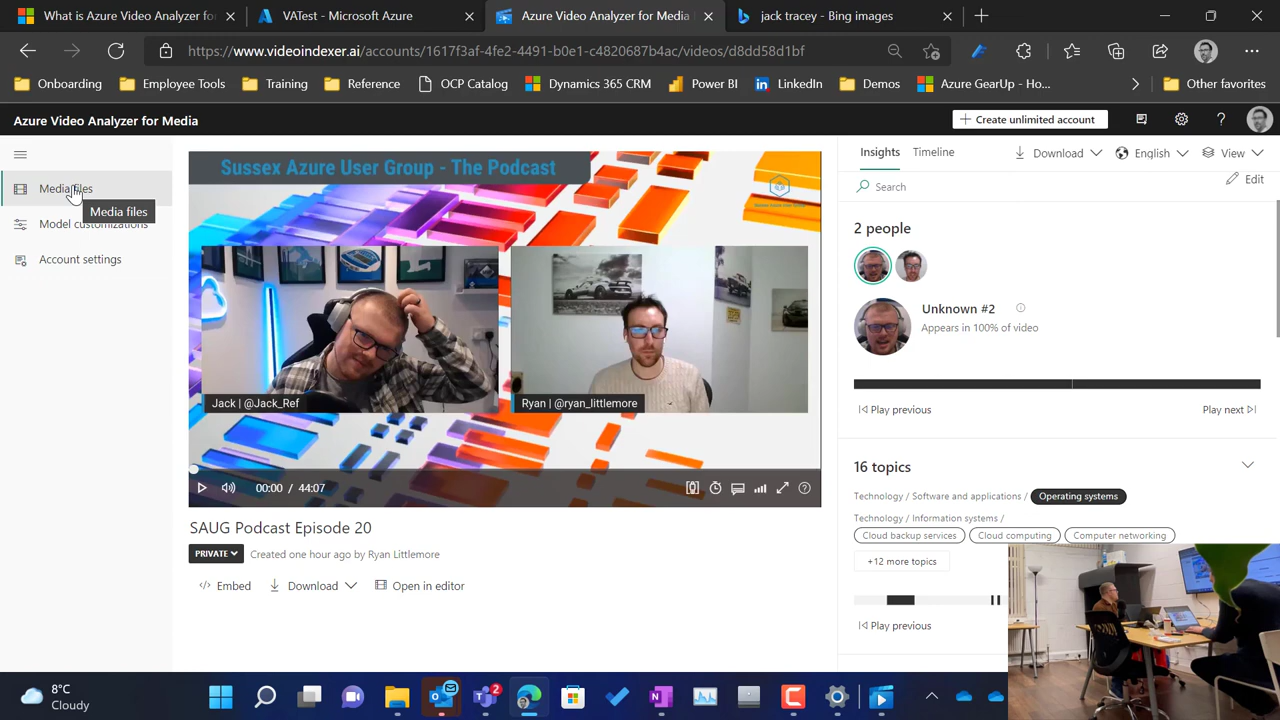 What is Azure Video Analyzer for
VATest - Microsoft Azure
Azure Video Analyzer for Media
jack tracey - Bing images
https://www.videoindexer.ai/accounts/1617f3af-4fe2-4491-b0e1-c4820687b4ac/videos/d8dd58d1bf
Onboarding
Employee Tools
Training
Reference
OCP Catalog
Dynamics 365 CRM
Power BI
LinkedIn
Demos
Azure GearUp - Ho...
Other favorites
Azure Video Analyzer for Media
Create unlimited account
Media files
Media files
Model customizations
Account settings
Sussex Azure User Group - The Podcast
Jack | @Jack_Ref
Ryan | @ryan_littlemore
00:00 / 44:07
SAUG Podcast Episode 20
PRIVATE
Created one hour ago by Ryan Littlemore
Embed
Download
Open in editor
Insights
Timeline
Download
English
View
Search
Edit
2 people
Unknown #2
Appears in 100% of video
Play previous
Play next
16 topics
Technology / Software and applications /
Operating systems
Technology / Information systems /
Cloud backup services
Cloud computing
Computer networking
+12 more topics
Play previous
8°C
Cloudy
2